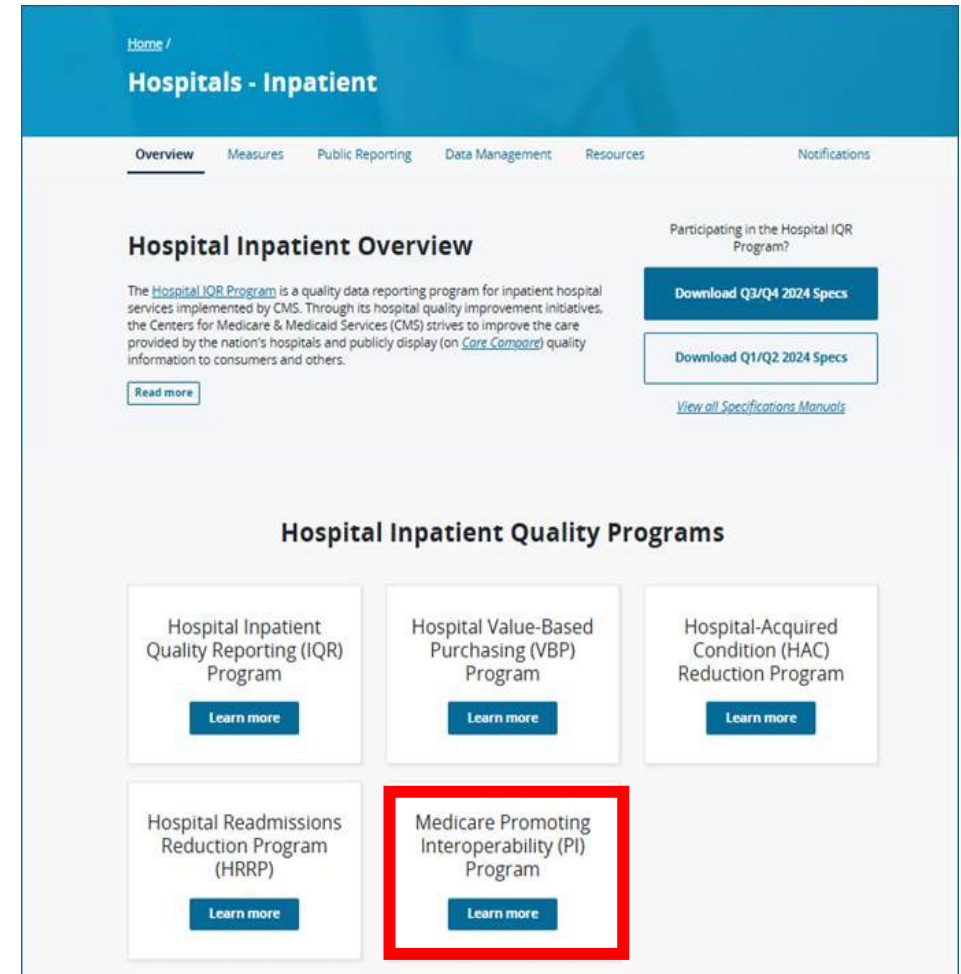 Home /
Hospitals - Inpatient
Overview Measures Public Reporting Data Management Resources Notifications
Hospital Inpatient Overview
The Hospital IQR Program is a quality data reporting program for inpatient hospital
services implemented by CMS. Through its hospital quality improvement initiatives,
the Centers for Medicare & Medicaid Services (CMS) strives to improve the care
provided by the nation's hospitals and publicly display (on Care Compare) quality
information to consumers and others.
Read more
Participating in the Hospital IQR
Program?
Download Q3/Q4 2024 Specs
Download Q1/Q2 2024 Specs
View all Specifications Manuals
Hospital Inpatient Quality Programs
Hospital Inpatient
Quality Reporting (IQR)
Program
Learn more
Hospital Value-Based
Purchasing (VBP)
Program
Learn more
Hospital-Acquired
Condition (HAC)
Reduction Program
Learn more
Hospital Readmissions
Reduction Program
(HRRP)
Learn more
Medicare Promoting
Interoperability (PI)
Program
Learn more